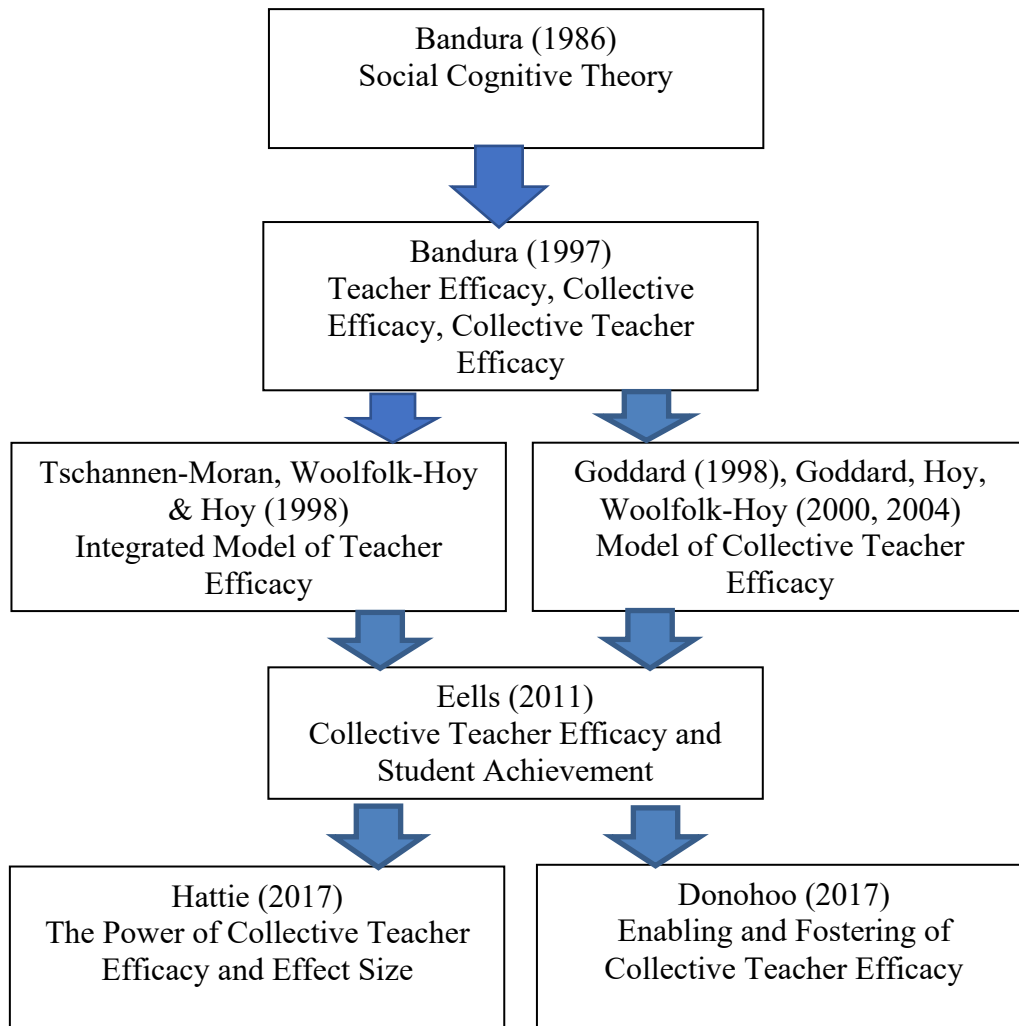 Bandura (1986)
Social Cognitive Theory
Bandura (1997)
Teacher Efficacy, Collective
Efficacy, Collective Teacher
Efficacy
Tschannen-Moran, Woolfolk-Hoy
& Hoy (1998)
Integrated Model of Teacher
Efficacy
Goddard (1998), Goddard, Hoy,
Woolfolk-Hoy (2000, 2004)
Model of Collective Teacher
Efficacy
Eells (2011)
Collective Teacher Efficacy and
Student Achievement
Hattie (2017)
The Power of Collective Teacher
Efficacy and Effect Size
Donohoo (2017)
Enabling and Fostering of
Collective Teacher Efficacy